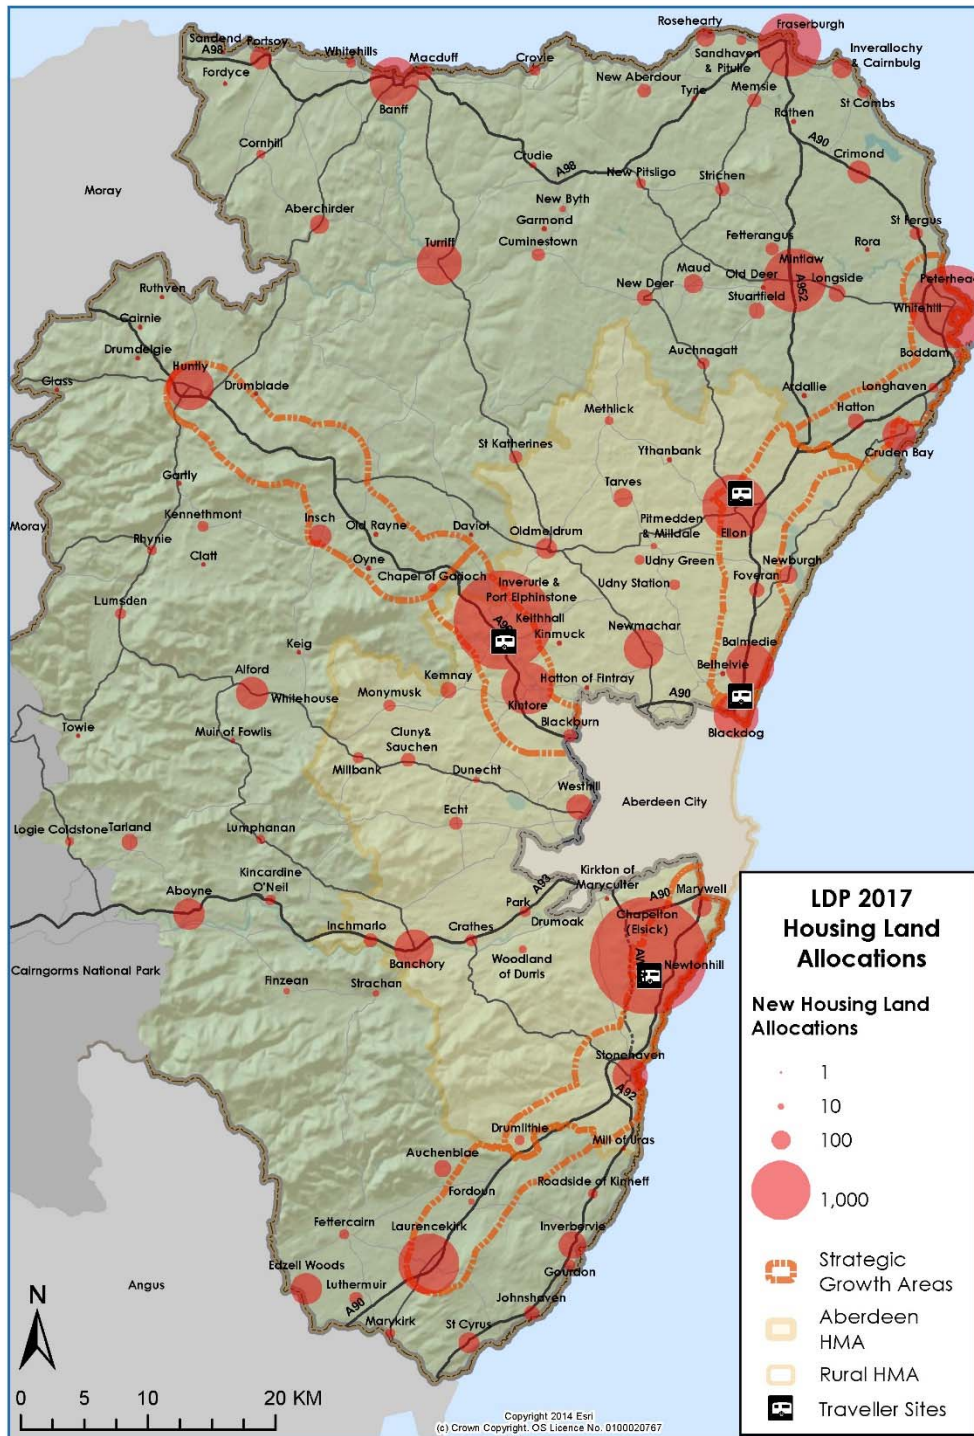 Rosehearty
Fraserburgh
Sandend
Portsoy
A98
Whitehills
Macduff
Crovie
Sandhaven
& Pitullie
Inverallochy
& Cairnbulg
Fordyce
New Aberdour
Tyrie
Memsie
St Combs
Banff
Rathen
A90
Cornhill
Crudie
A98
Crimond
New Pitsligo
Strichen
Moray
Aberchirder
New Byth
Garmond
Cuminestown
Turriff
St Fergus
Fetterangus
Rora
Mintlaw
Maud
Old Deer
Longside
Peterhead
New Deer
Stuartfield
A952
Whitehill
Boddam
Ruthven
Cairnie
Drumdelgie
Huntly
Glass
Drumblade
Auchnagatt
Ardallie
Longhaven
Hatton
Methlick
Cruden Bay
St Katherines
Ythanbank
Gartly
Tarves
Kennethmont
Insch
Old Rayne
Daviot
Oldmeldrum
Pitmedden
& Milldale
Ellon
Moray
Rhynie
Clatt
Oyne
Chapel of Garioch
Udny Green
Newburgh
Foveran
Inverurie &
Port Elphinstone
Udny Station
Lumsden
Keithhall
A96
Kinmuck
Newmachar
Balmedie
Keig
Belhelvie
Alford
Whitehouse
Kemnay
Hatton of Fintray
Monymusk
Kintore
A90
Towie
Muir of Fowlis
Cluny&
Sauchen
Blackburn
Blackdog
Millbank
Dunecht
Westhill
Aberdeen City
Echt
Logie Coldstone
Tarland
Lumphanan
Kincardine
O'Neil
Kirkton of
Maryculter
A93
A90
Marywell
Aboyne
Park
Drumoak
Chapelton
(Elsick)
Inchmarlo
Crathes
AW
Newtonhill
Banchory
Woodland
of Durris
Cairngorms National Park
Finzean
Strachan
Stonehaven
A92
Drumlithie
Mill of Uras
Auchenblae
Roadside of Kinneff
Fordoun
Fettercairn
Laurencekirk
Inverbervie
Edzell Woods
Gourdon
Angus
Luthermuir
A90
Johnshaven
Marykirk
St Cyrus
N
0 5 10 20 KM
Copyright 2014 Esri
(c) Crown Copyright. OS Licence No. 0100020767
LDP 2017
Housing Land
Allocations
New Housing Land
Allocations
1
10
100
1,000
Strategic
Growth Areas
Aberdeen
HMA
Rural HMA
Traveller Sites